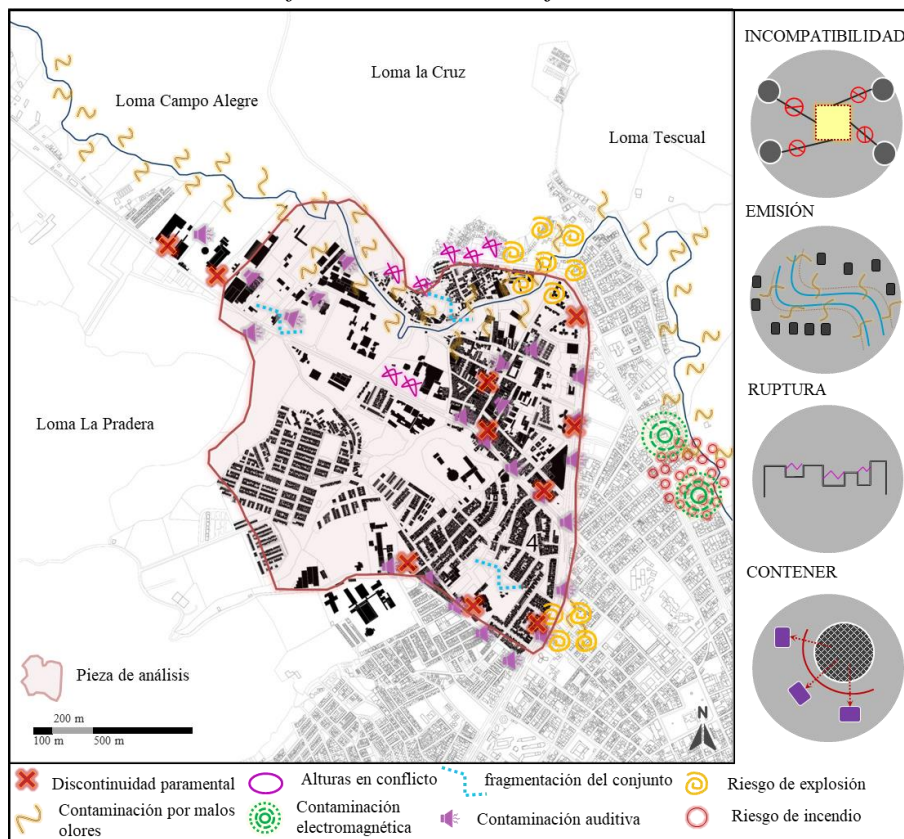 INCOMPATIBILIDAD
Loma la Cruz
Loma Campo Alegre
Loma Tescual
EMISIÓN
RUPTURA
Loma La Pradera
4
CONTENER
Pieza de análisis
200 m
100 m
500 m
N
Discontinuidad paramental
Alturas en conflicto
fragmentación del conjunto
Riesgo de explosión
Contaminación por malos
olores
Contaminación
electromagnética
Contaminación auditiva
Riesgo de incendio